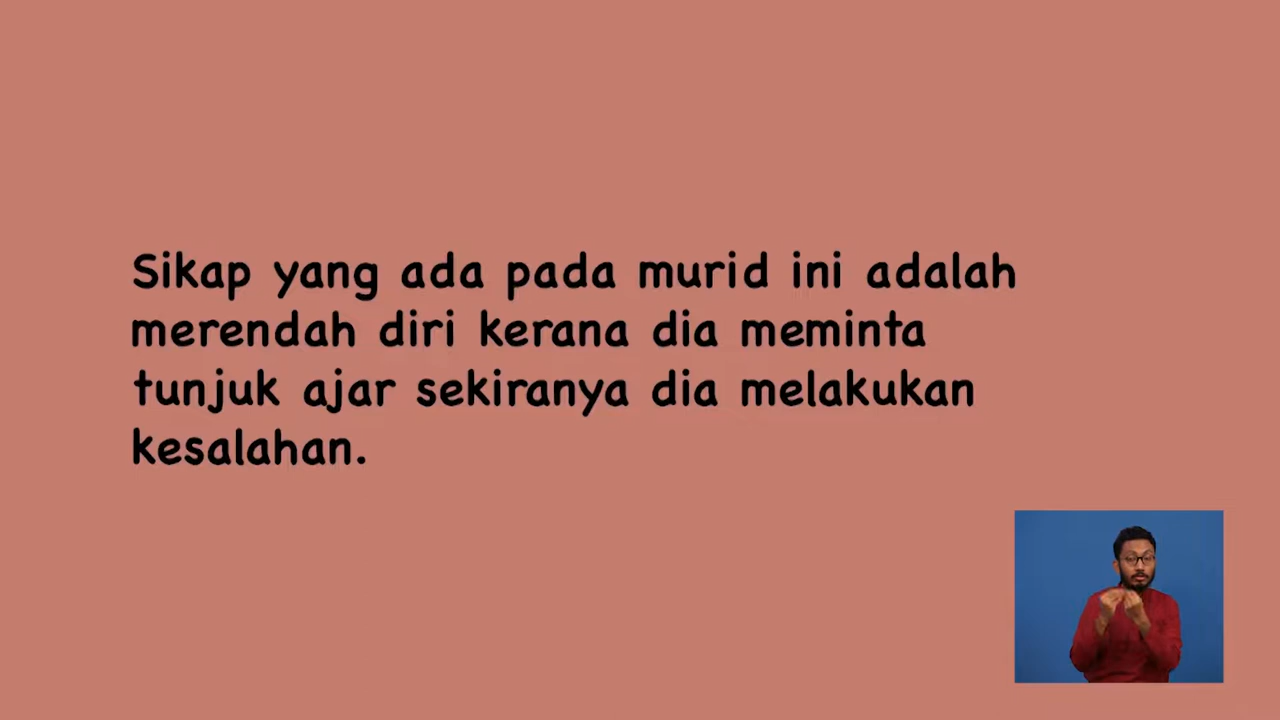 Sikap yang ada pada murid ini adalah
merendah diri kerana dia meminta
tunjuk ajar sekiranya dia melakukan
kesalahan.